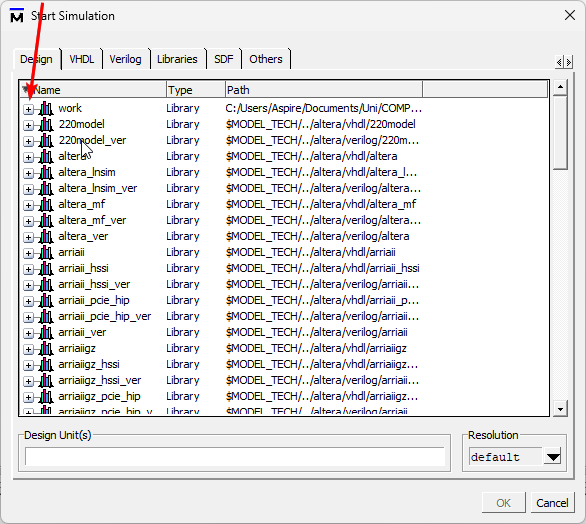 Start Simulation
Design VHDL Verilog Libraries SDF Others
Name Type Path
work Library C:/Users/Aspire/Documents/Uni/COMP...
220model Library $MODEL_TECH/../altera/vhdl/220model
220model_ver Library $MODEL_TECH/../altera/verilog/220m...
altera Library $MODEL_TECH/../altera/vhdl/altera
altera_lnsim Library $MODEL_TECH/../altera/vhdl/altera_l...
altera_lnsim_ver Library $MODEL_TECH/../altera/verilog/altera...
altera_mf Library $MODEL_TECH/../altera/vhdl/altera_mf
altera_mf_ver Library $MODEL_TECH/../altera/verilog/altera...
altera_ver Library $MODEL_TECH/../altera/verilog/altera
arriaii Library $MODEL_TECH/../altera/vhdl/arriaii
arriaii_hssi Library $MODEL_TECH/../altera/vhdl/arriaii_hssi
arriaii_hssi_ver Library $MODEL_TECH/../altera/verilog/arriaii...
arriaii_pcie_hip Library $MODEL_TECH/../altera/vhdl/arriaii_p...
arriaii_pcie_hip_ver Library $MODEL_TECH/../altera/verilog/arriaii...
arriaii_ver Library $MODEL_TECH/../altera/verilog/arriaii
arriaiigz Library $MODEL_TECH/../altera/vhdl/arriaiigz
arriaiigz_hssi Library $MODEL_TECH/../altera/vhdl/arriaiigz...
arriaiigz_hssi_ver Library $MODEL_TECH/../altera/verilog/arriaii...
arriaiigz_pcie_hip Library $MODEL_TECH/../altera/vhdl/arriaiigz...
arriaiigz_pcie_hip_v... Library $MODEL_TECH/../altera/verilog/arriaii...
Design Unit(s) Resolution
default
OK Cancel